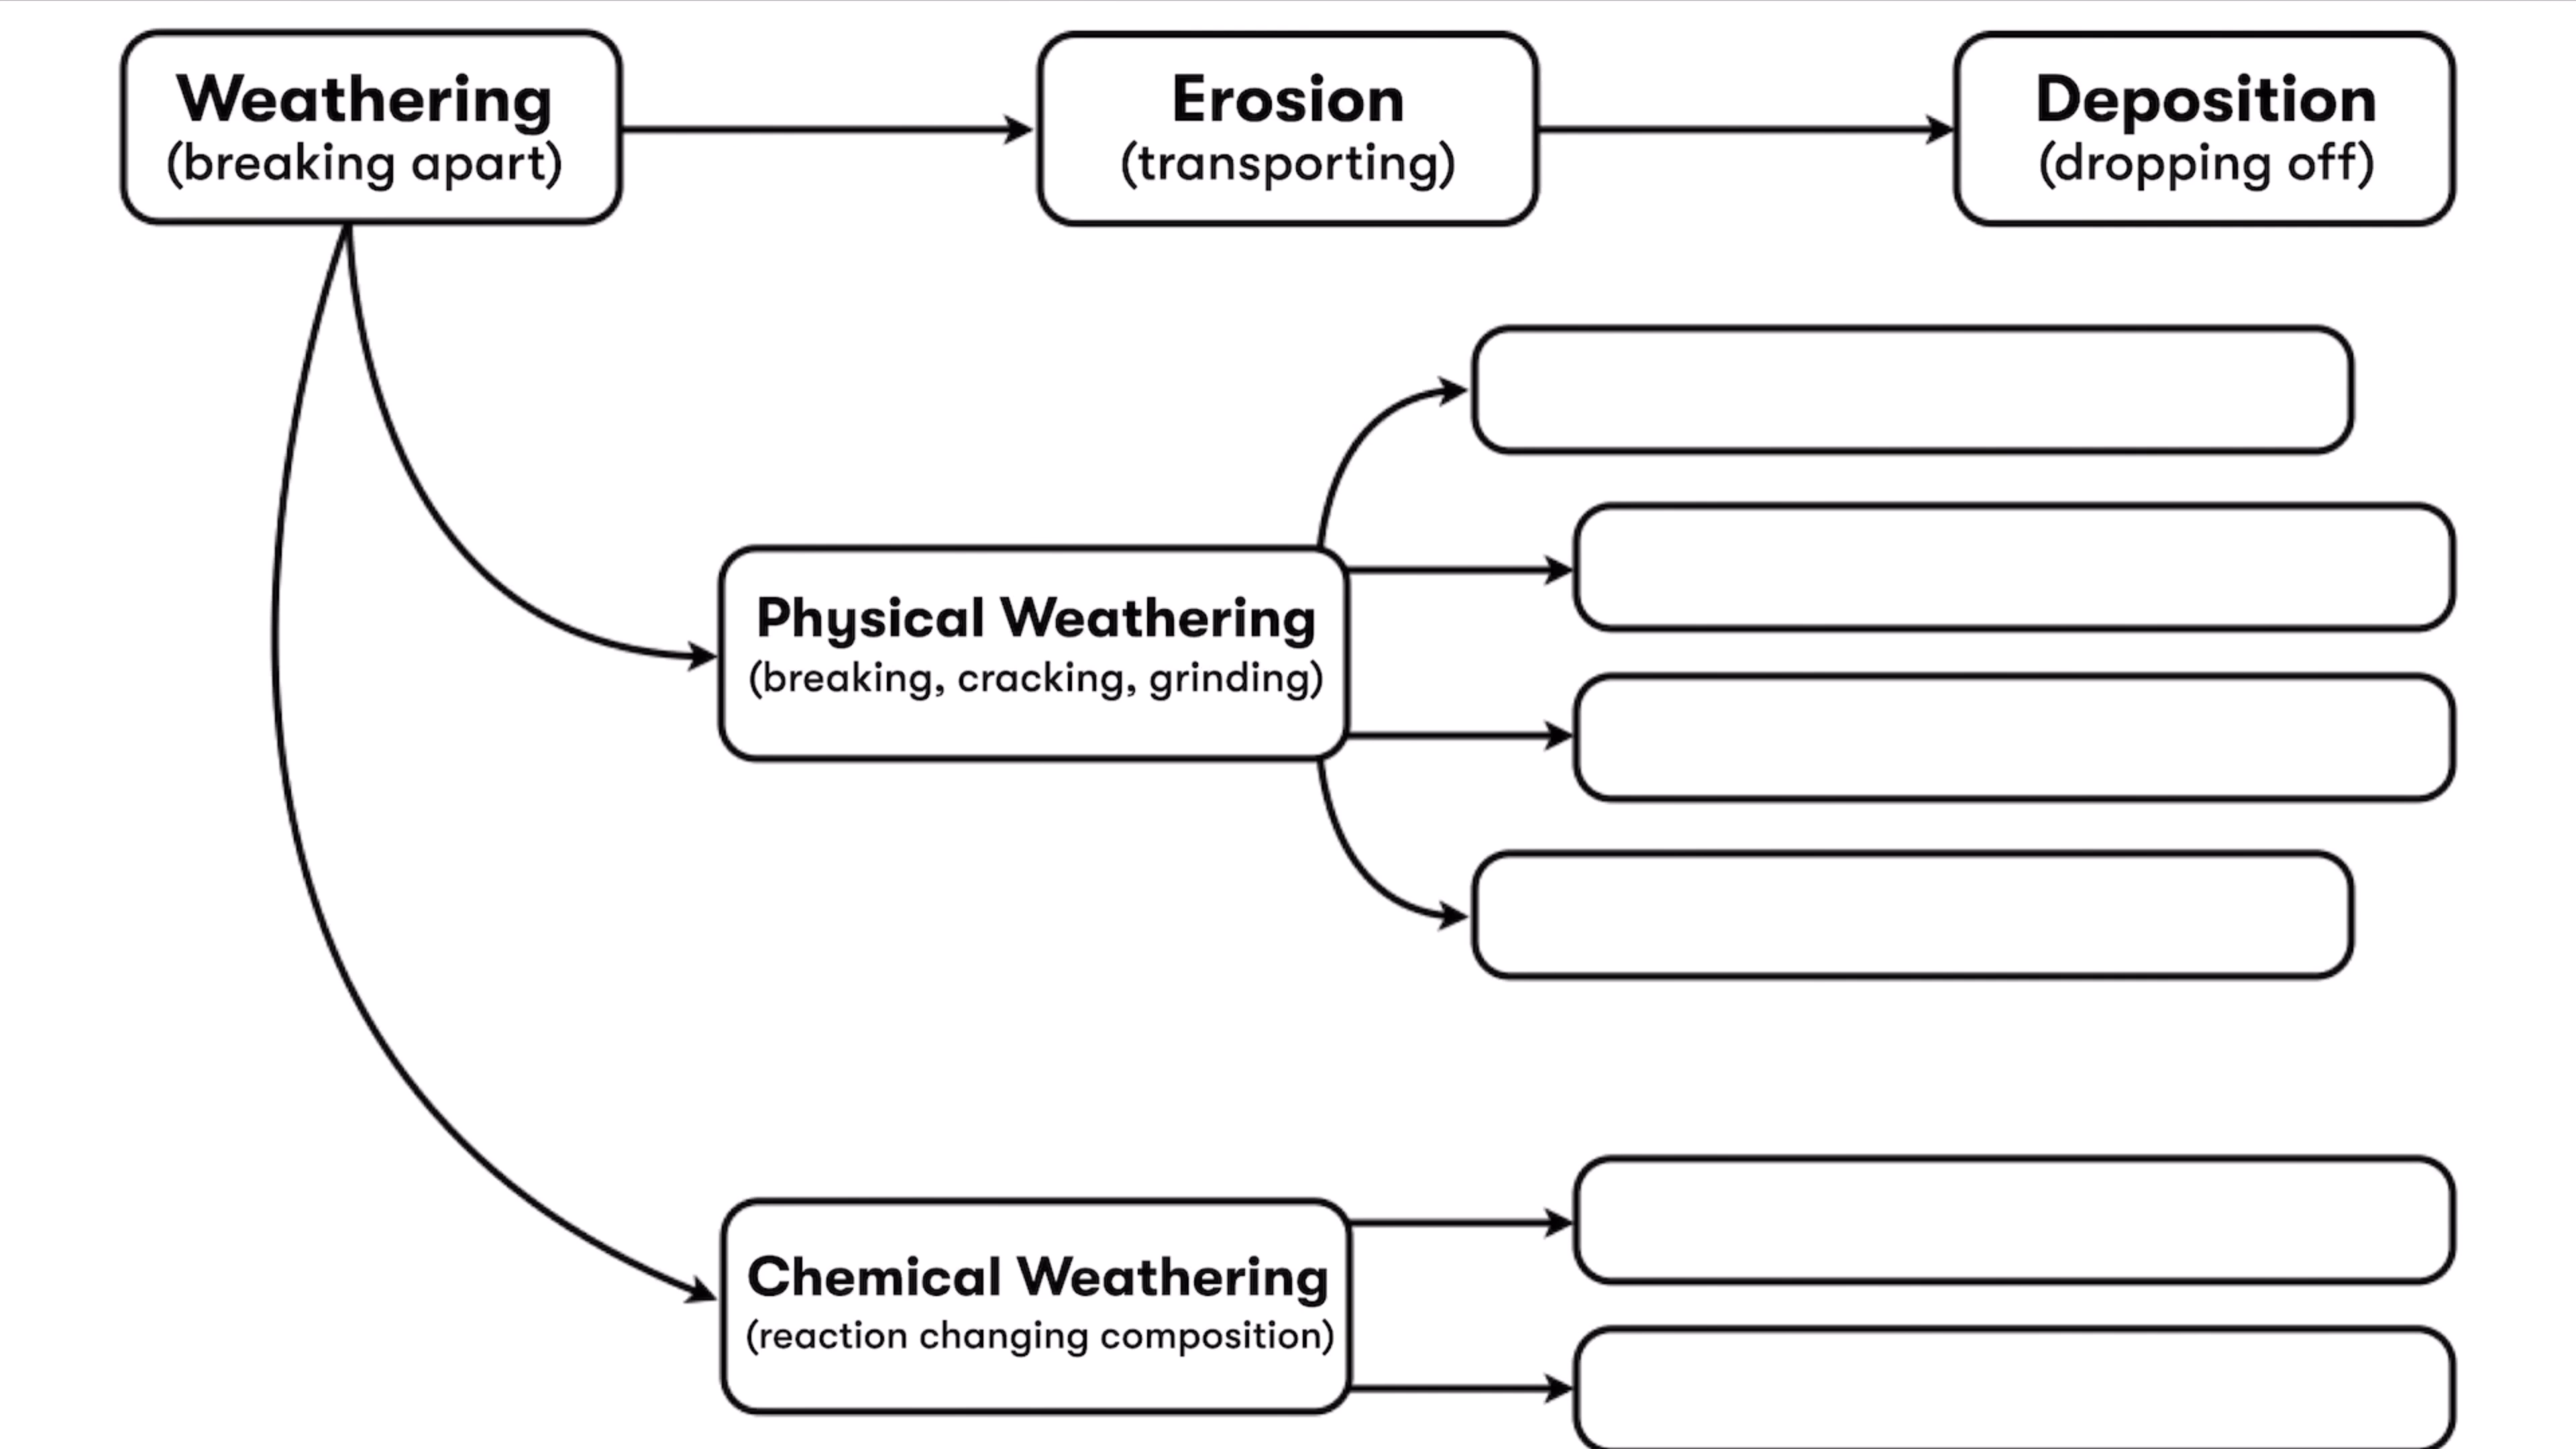 Weathering
(breaking apart)
Erosion
(transporting)
Deposition
(dropping off)
Physical Weathering
(breaking, cracking, grinding)
Chemical Weathering
(reaction changing composition)